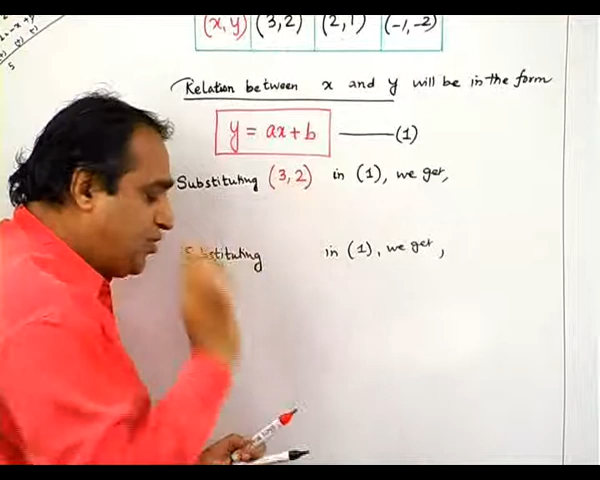 (x, y) (3, 2) (2, 1) (-1, -2)
Relation between x and y will be in the form
y = ax + b —— (1)
Substituting (3, 2) in (1), we get,
Substituting in (1), we get,
5